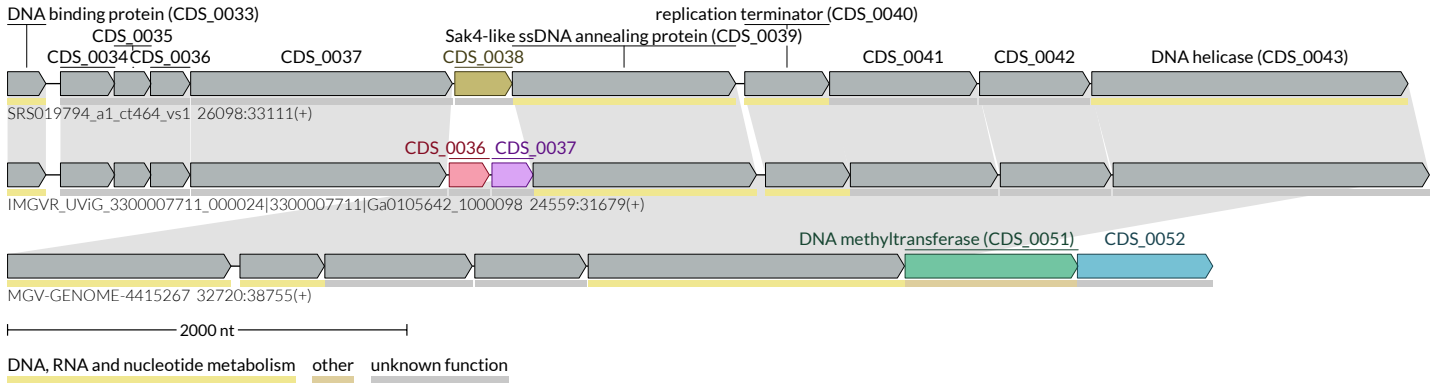 DNA binding protein (CDS_0033)
replication terminator (CDS_0040)
CDS_0035
Sak4-like ssDNA annealing protein (CDS_0039)
CDS_0034
CDS_0036
CDS_0037
CDS_0038
CDS_0041
CDS_0042
DNA helicase (CDS_0043)
SRS019794_a1_ct464_vs1 26098:33111(+)
CDS_0036
CDS_0037
IMGVR_UViG_3300007711_000024|3300007711|Ga0105642_1000098 24559:31679(+)
DNA methyltransferase (CDS_0051)
CDS_0052
MGV-GENOME-4415267 32720:38755(+)
2000 nt
DNA, RNA and nucleotide metabolism
other
unknown function